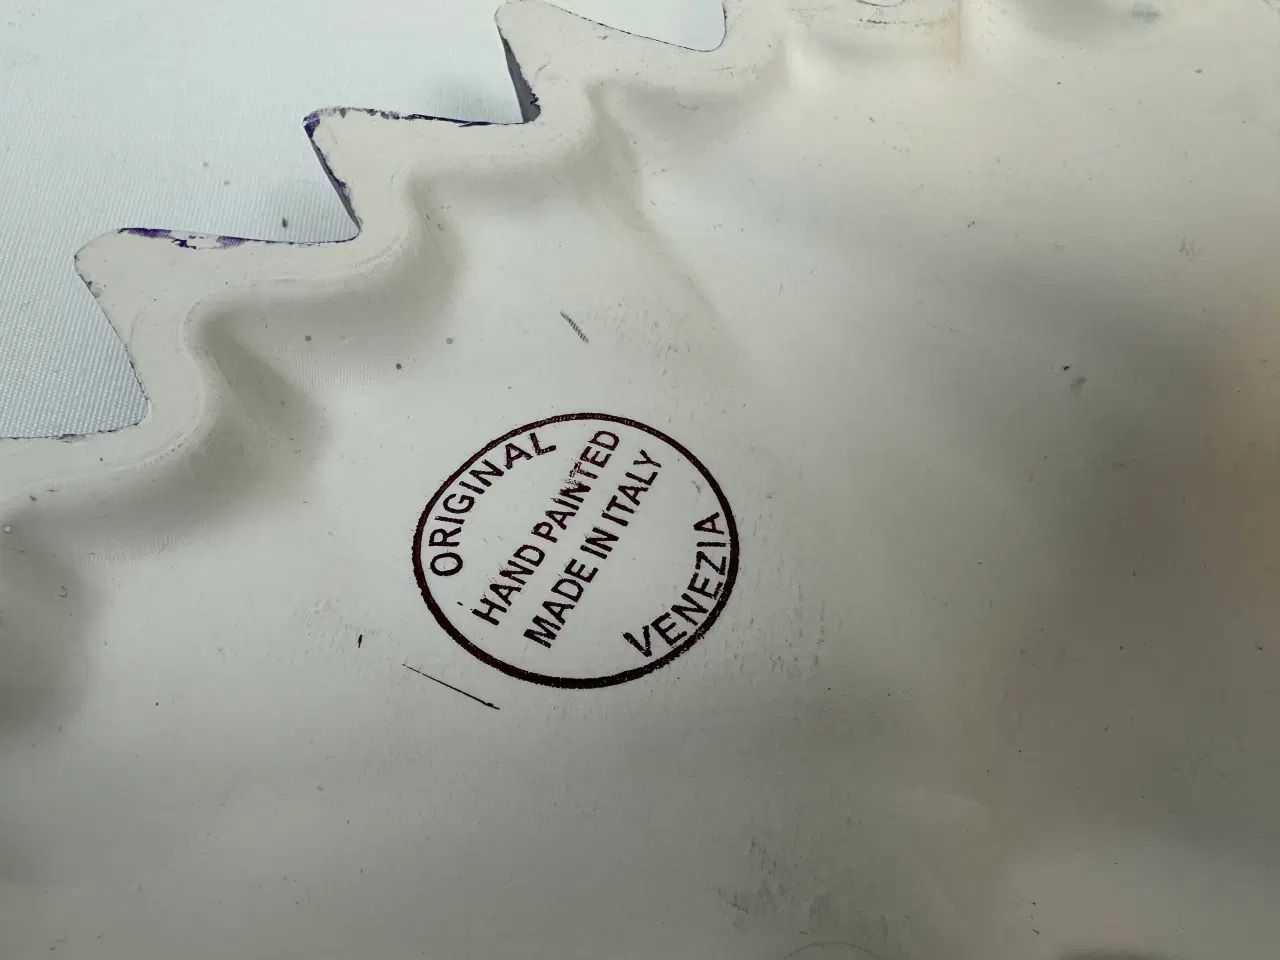 ORIGINAL
HAND PAINTED
MADE IN ITALY
VENEZIA